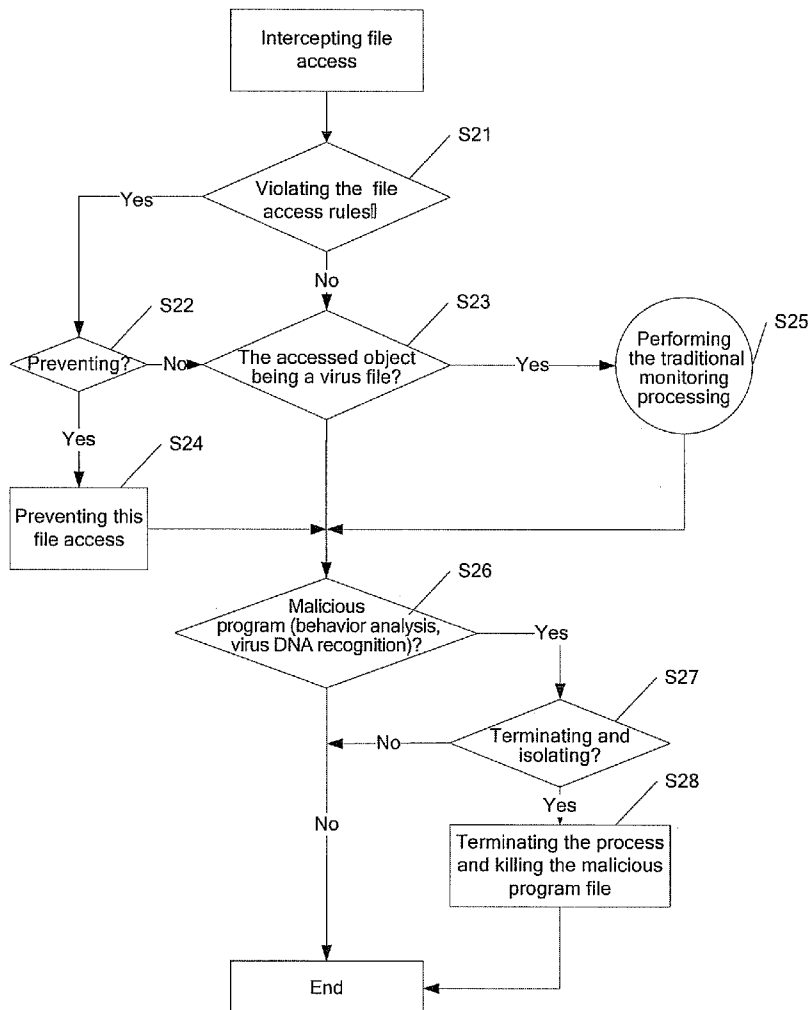 Intercepting file
access
S21
Violating the file
access rules▯
Yes
No
S22
S23
Preventing?
No
The accessed object
being a virus file?
Yes
Performing
the traditional
monitoring
processing
S25
Yes
S24
Preventing this
file access
S26
Malicious
program (behavior analysis,
virus DNA recognition)?
Yes
S27
Terminating and
isolating?
No
Yes
S28
No
Terminating the process
and killing the malicious
program file
End